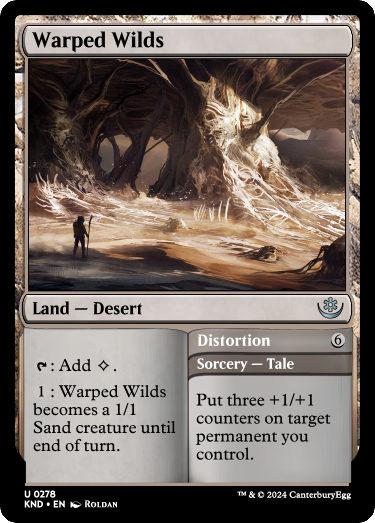 Warped Wilds
Land — Desert
: Add .
1 : Warped Wilds
becomes a 1/1
Sand creature until
end of turn.
Distortion 6
Sorcery — Tale
Put three +1/+1
counters on target
permanent you
control.
U 0278
KND • EN Roldan
™ & © 2024 CanterburyEgg